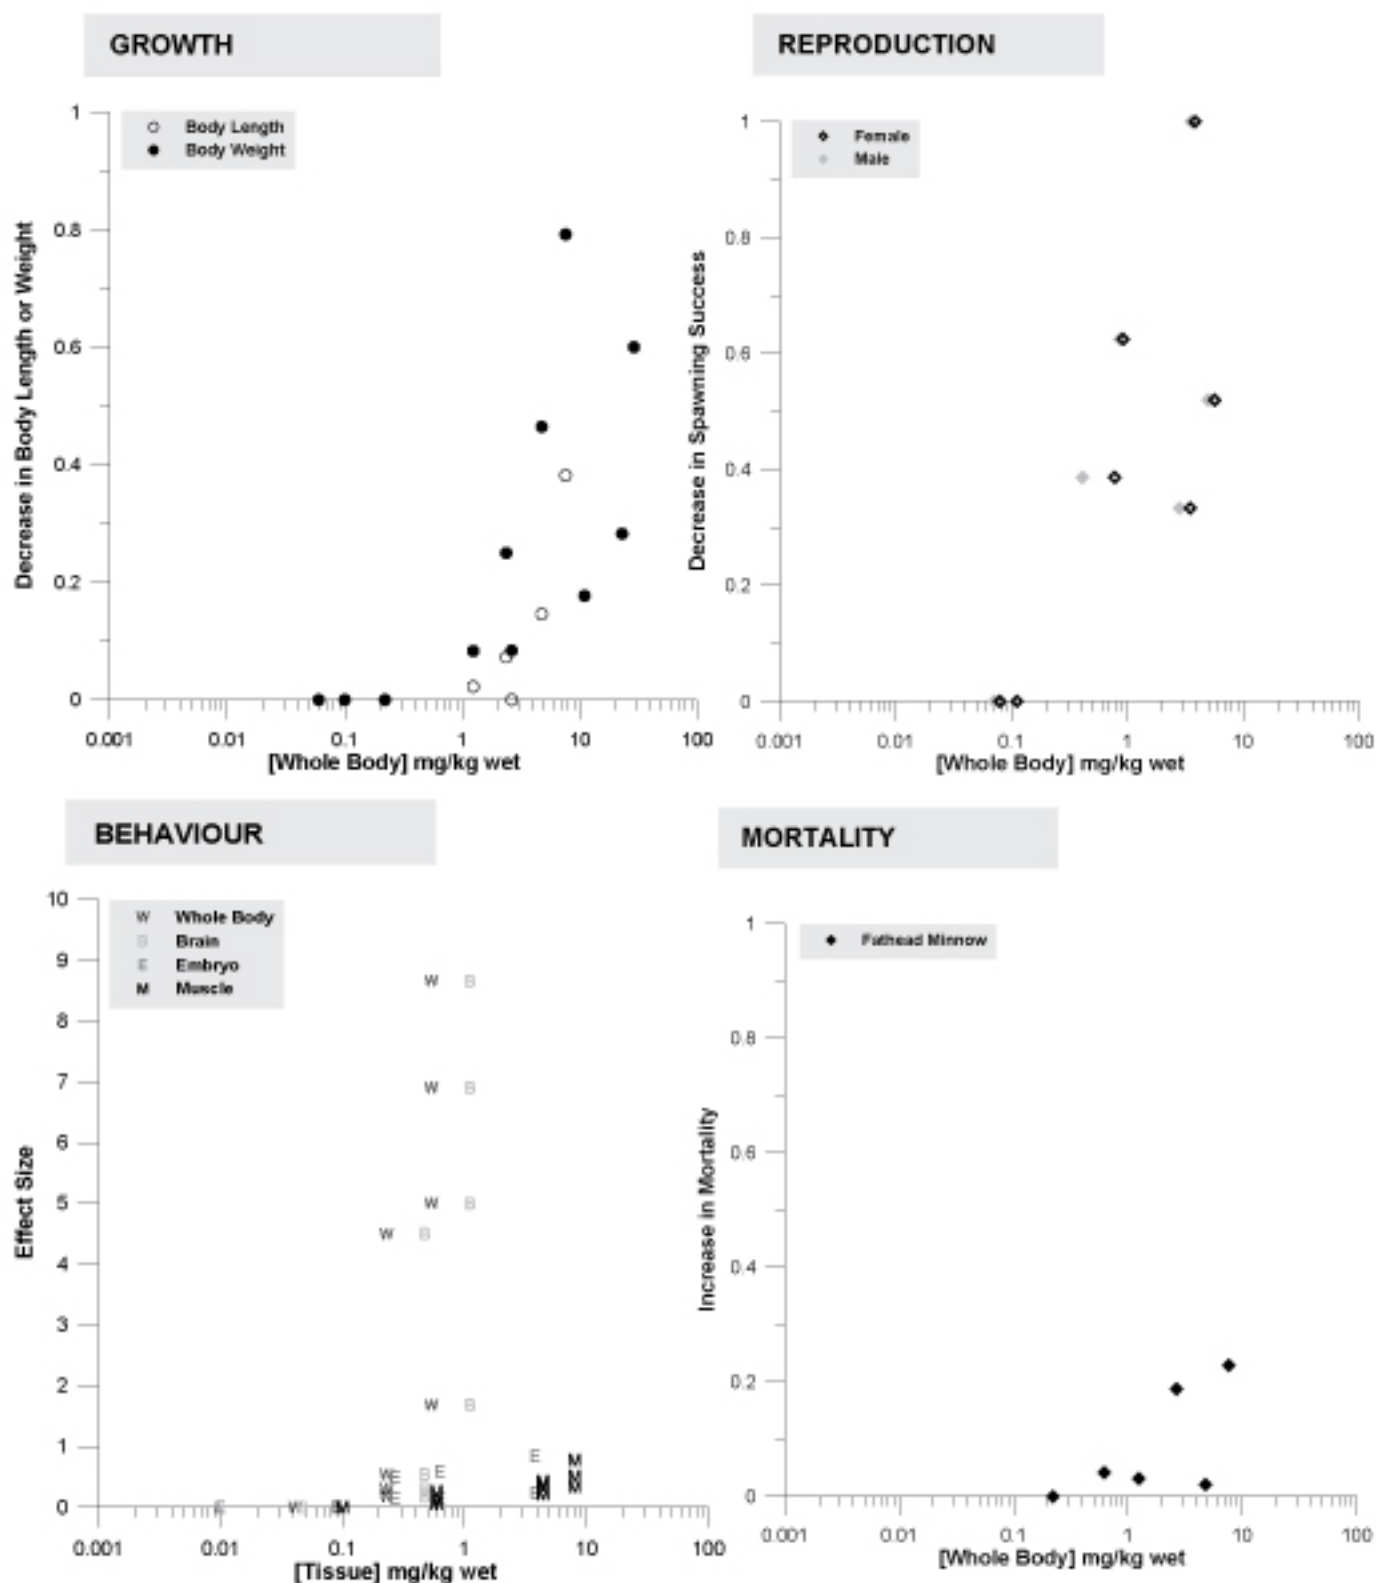 GROWTH
1
0.8
0.6
0.4
0.2
0
Decrease in Body Length or Weight
Body Length
Body Weight
0.001 0.01 0.1 1 10 100
[Whole Body] mg/kg wet
REPRODUCTION
1
0.8
0.6
0.4
0.2
0
Decrease in Spawning Success
Female
Male
0.001 0.01 0.1 1 10 100
[Whole Body] mg/kg wet
BEHAVIOUR
10
9
8
7
6
5
4
3
2
1
0
Effect Size
W Whole Body
B Brain
E Embryo
M Muscle
W B
W B
W B
W B
W B
0.001 0.01 0.1 1 10 100
[Tissue] mg/kg wet
MORTALITY
1
0.8
0.6
0.4
0.2
0
Increase in Mortality
Fathead Minnow
0.001 0.01 0.1 1 10 100
[Whole Body] mg/kg wet